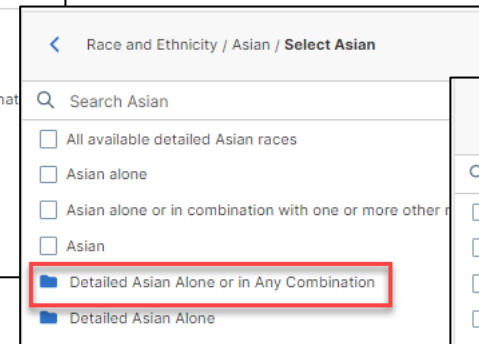 Race and Ethnicity / Asian / Select Asian
Search Asian
All available detailed Asian races
Asian alone
Asian alone or in combination with one or more other
Asian
Detailed Asian Alone or in Any Combination
Detailed Asian Alone